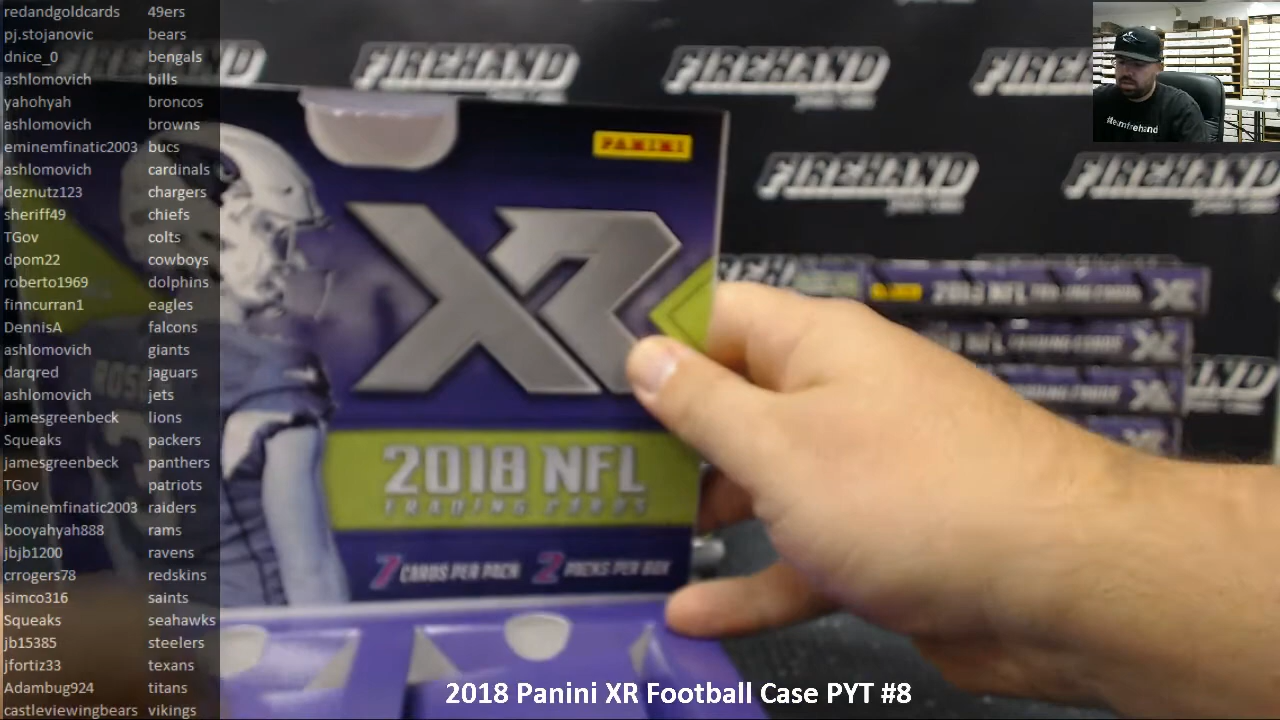 redandgoldcards 49ers
pj.stojanovic bears
dnice_0 bengals
ashlomovich bills
yahohyah broncos
ashlomovich browns
eminemfinatic2003 bucs
ashlomovich cardinals
deznutz123 chargers
sheriff49 chiefs
TGov colts
dpom22 cowboys
roberto1969 dolphins
finncurran1 eagles
DennisA falcons
ashlomovich giants
darqred jaguars
ashlomovich jets
jamesgreenbeck lions
Squeaks packers
jamesgreenbeck panthers
TGov patriots
eminemfinatic2003 raiders
booyahyah888 rams
jbjb1200 ravens
crrogers78 redskins
simco316 saints
Squeaks seahawks
jb15385 steelers
jfortiz33 texans
Adambug924 titans
castleviewingbears vikings
FIREHAND FIREHAND
FIREHAND FIREHAND
PANINI
XR
2018 NFL
TRADING CARDS
7 CARDS PER PACK 2 PACKS PER BOX
2018 NFL TRADING CARDS XR
#teamfirehand
2018 Panini XR Football Case PYT #8